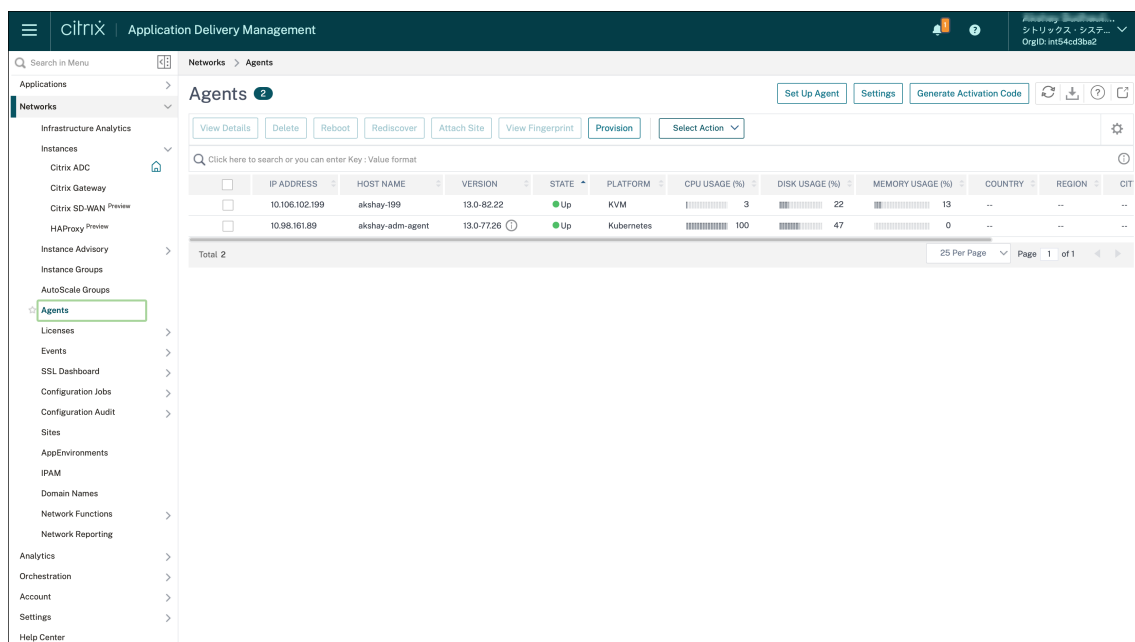 citrix | Application Delivery Management
1
?
シトリックス・システ...
OrgID: int54cd3ba2
Search in Menu
Applications
Networks
Infrastructure Analytics
Instances
Citrix ADC
Citrix Gateway
Citrix SD-WAN Preview
HAProxy Preview
Instance Advisory
Instance Groups
AutoScale Groups
Agents
Licenses
Events
SSL Dashboard
Configuration Jobs
Configuration Audit
Sites
AppEnvironments
IPAM
Domain Names
Network Functions
Network Reporting
Analytics
Orchestration
Account
Settings
Help Center
Networks > Agents
Agents 2
Set Up Agent Settings Generate Activation Code ?
View Details Delete Reboot Rediscover Attach Site View Fingerprint Provision Select Action
Click here to search or you can enter Key : Value format
IP ADDRESS HOST NAME VERSION STATE PLATFORM CPU USAGE (%) DISK USAGE (%) MEMORY USAGE (%) COUNTRY REGION CIT
10.106.102.199 akshay-199 13.0-82.22 Up KVM 3 22 13 -- -- --
10.98.161.89 akshay-adm-agent 13.0-77.26 Up Kubernetes 100 47 0 -- -- --
Total 2 25 Per Page Page 1 of 1